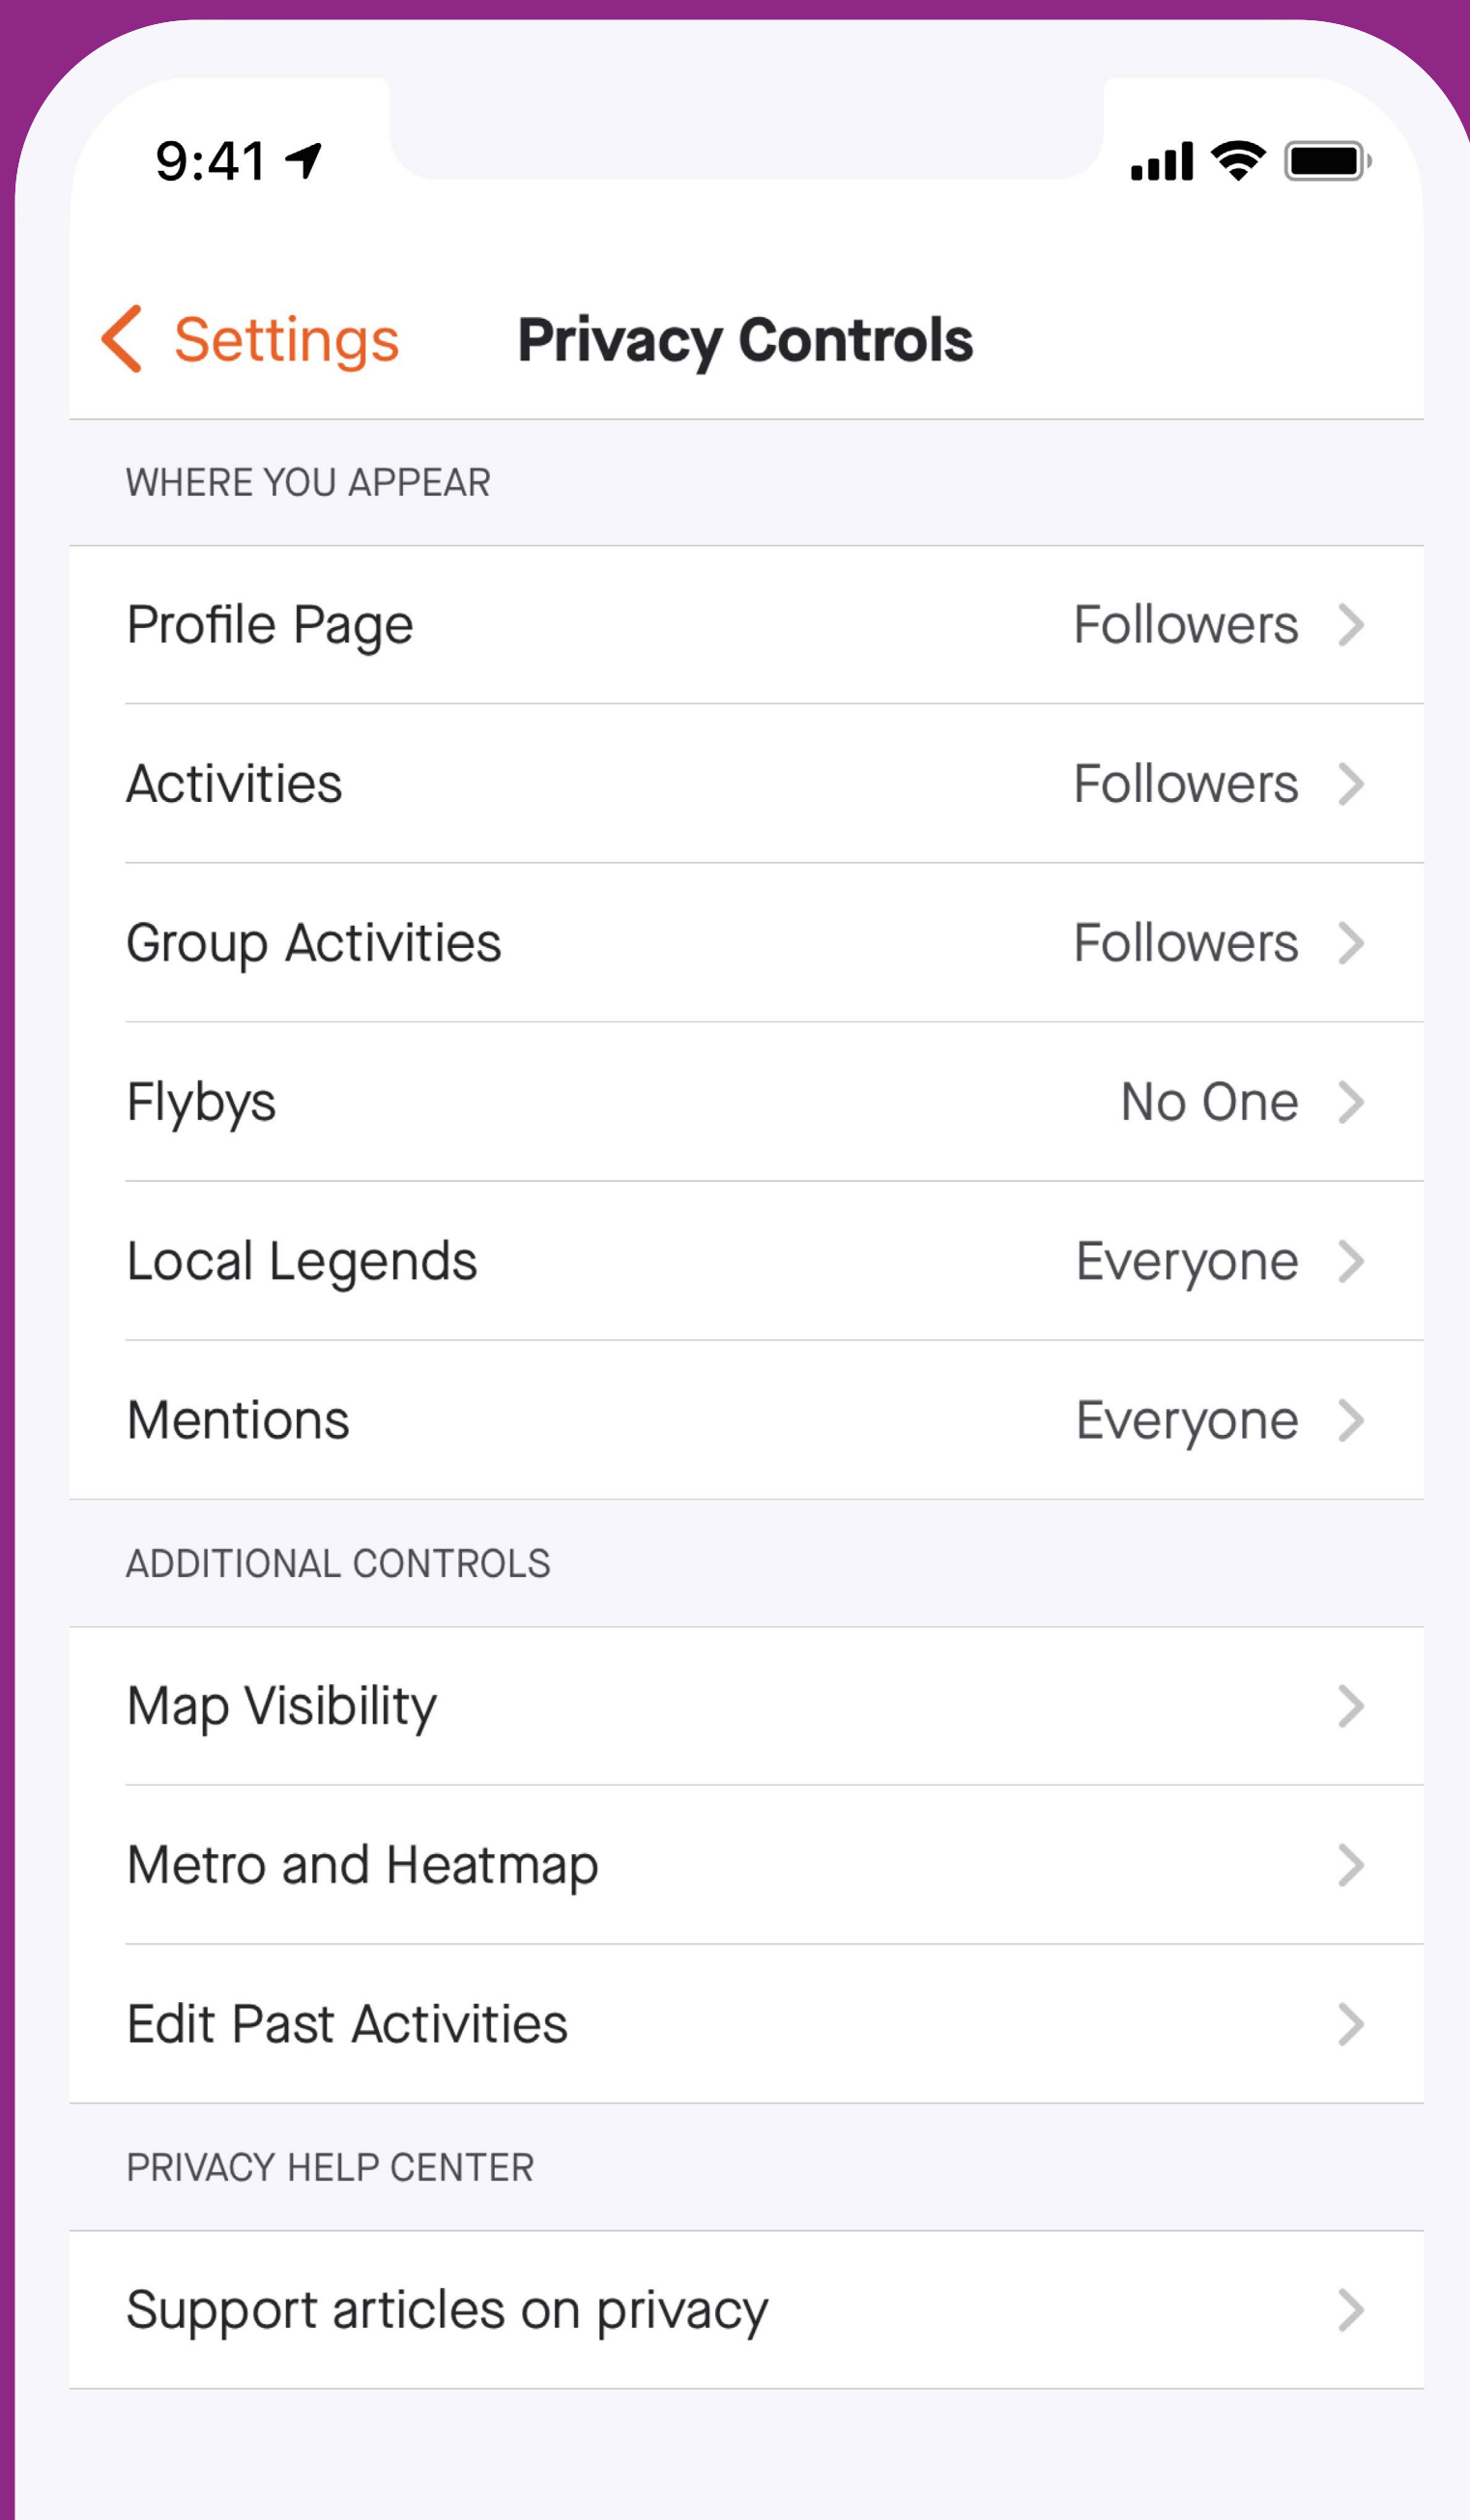 9:41
Settings Privacy Controls
WHERE YOU APPEAR
Profile Page Followers
Activities Followers
Group Activities Followers
Flybys No One
Local Legends Everyone
Mentions Everyone
ADDITIONAL CONTROLS
Map Visibility
Metro and Heatmap
Edit Past Activities
PRIVACY HELP CENTER
Support articles on privacy